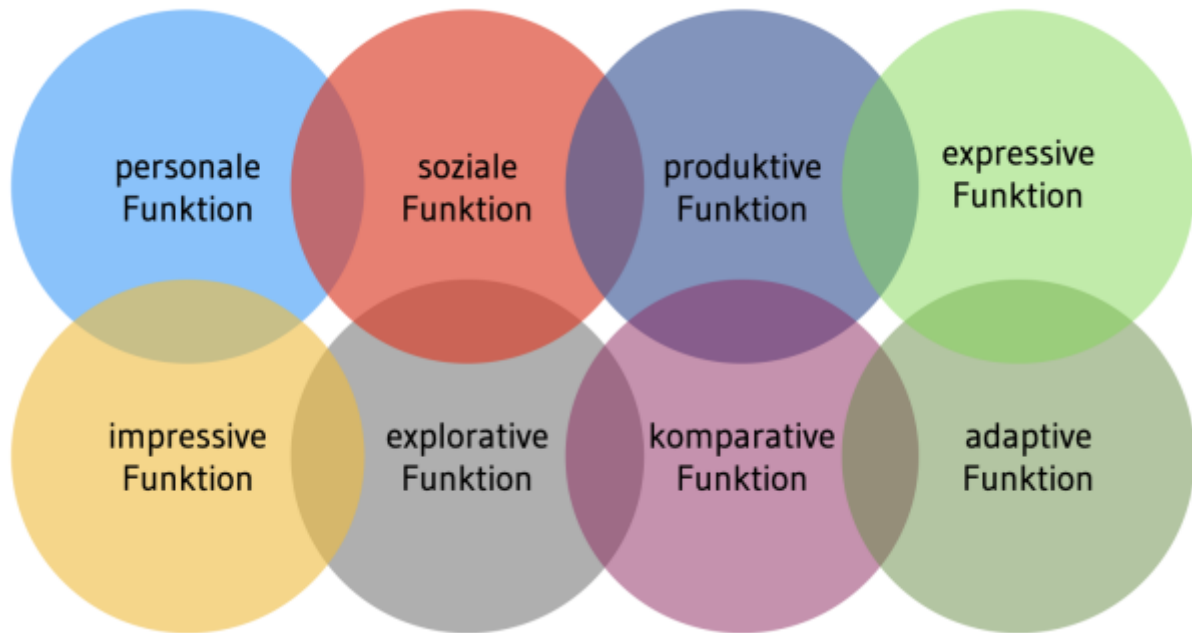 personale
Funktion
soziale
Funktion
produktive
Funktion
expressive
Funktion
impressive
Funktion
explorative
Funktion
komparative
Funktion
adaptive
Funktion